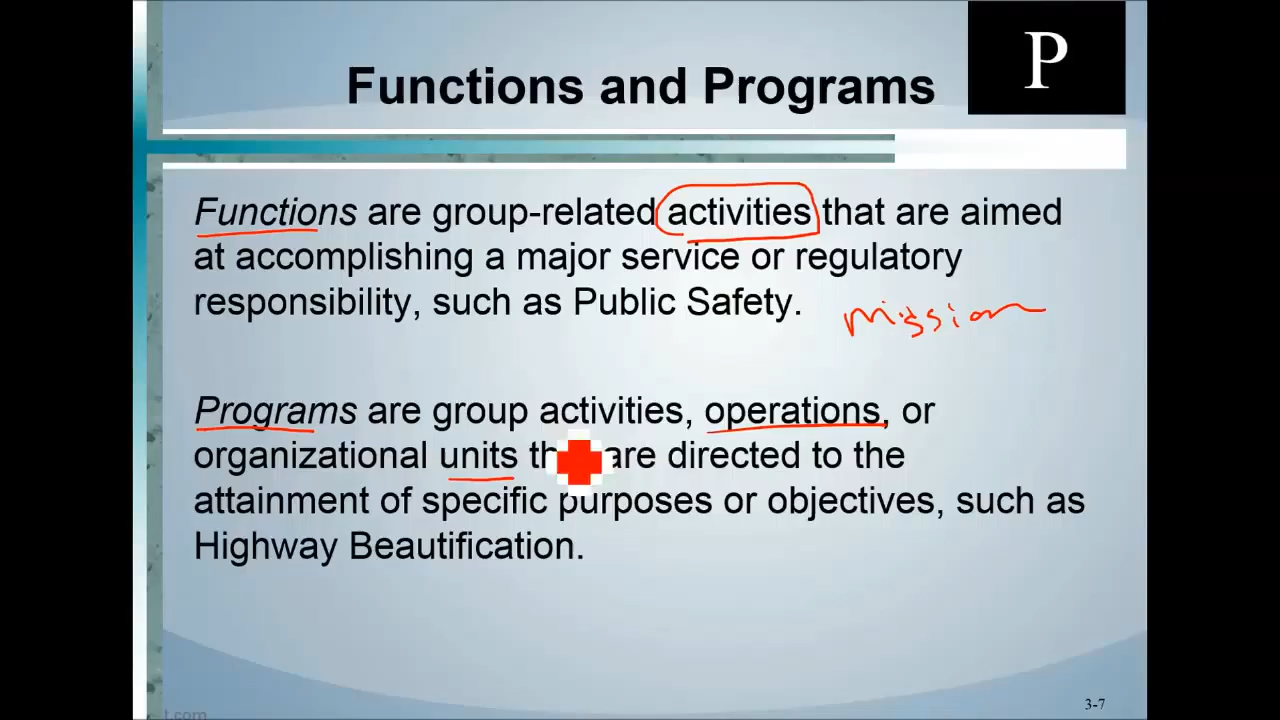 Functions and Programs
P
Functions are group-related activities that are aimed
at accomplishing a major service or regulatory
responsibility, such as Public Safety.
mission
Programs are group activities, operations, or
organizational units are directed to the
attainment of specific purposes or objectives, such as
Highway Beautification.
3-7
t.com